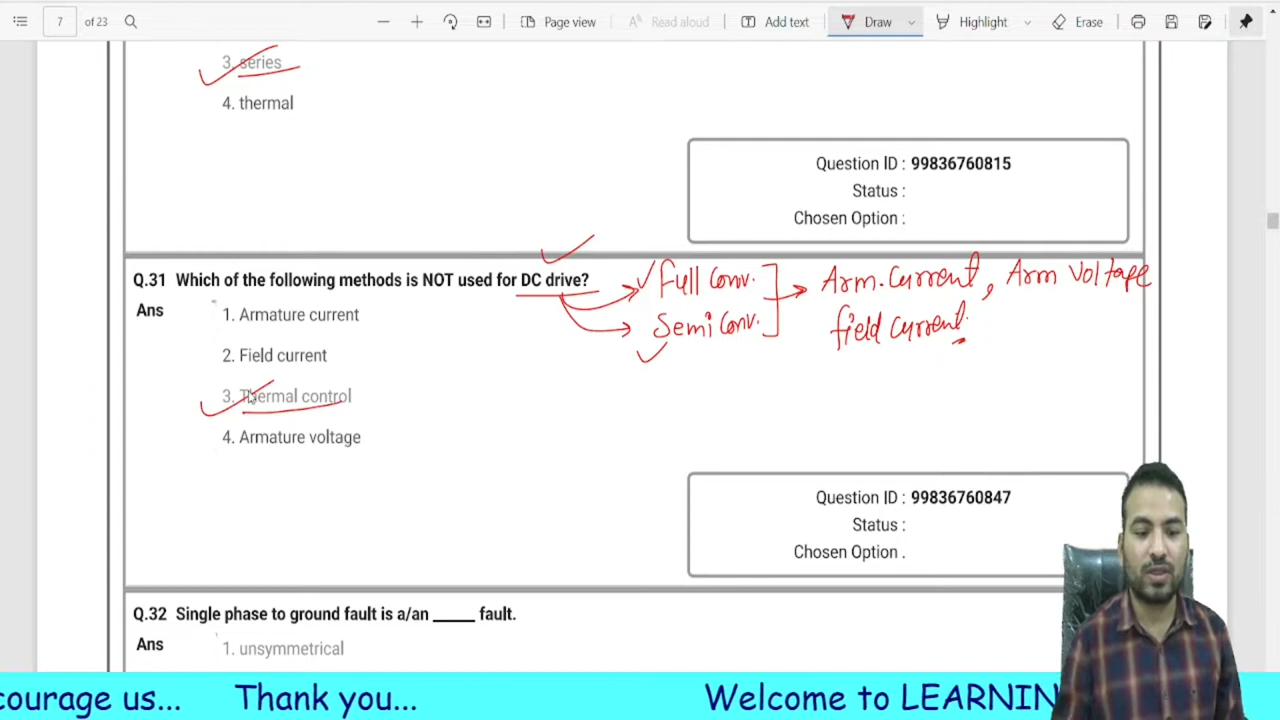 7 of 23 Page view Read aloud Add text Draw Highlight Erase
3. series
4. thermal
Question ID : 99836760815
Status :
Chosen Option :
Q.31 Which of the following methods is NOT used for DC drive?
Full Conv.
Semi Conv.
Arm. Current, Arm Voltage
field current.
Ans
1. Armature current
2. Field current
3. Thermal control
4. Armature voltage
Question ID : 99836760847
Status :
Chosen Option .
Q.32 Single phase to ground fault is a/an _____ fault.
Ans
1. unsymmetrical
courage us... Thank you... Welcome to LEARNIN